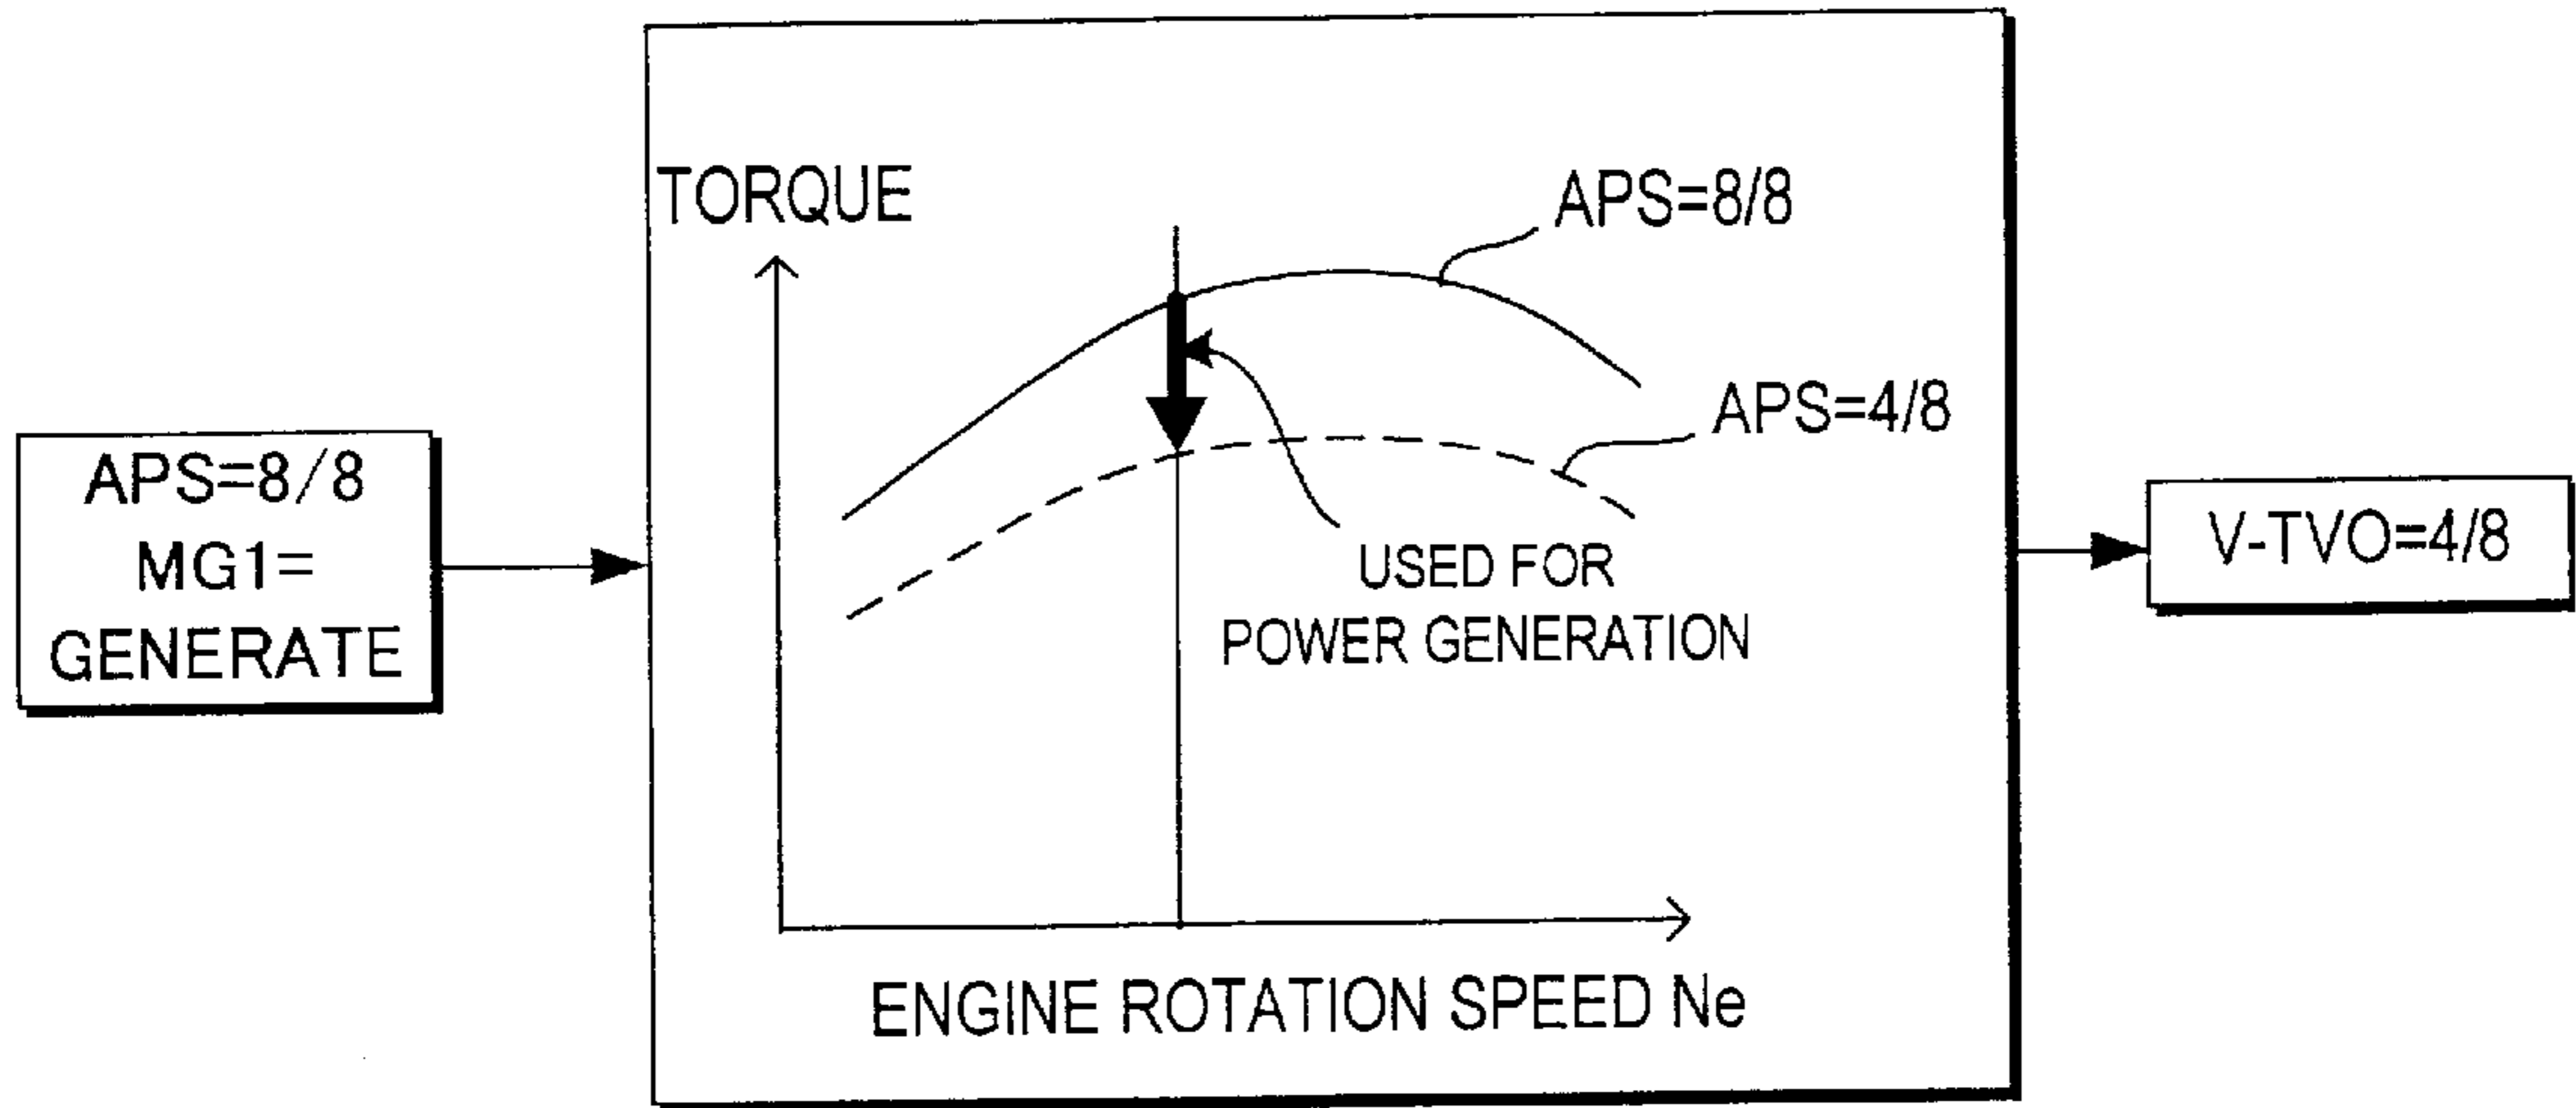 APS=8/8
MG1=
GENERATE
TORQUE
APS=8/8
APS=4/8
USED FOR
POWER GENERATION
ENGINE ROTATION SPEED Ne
V-TVO=4/8